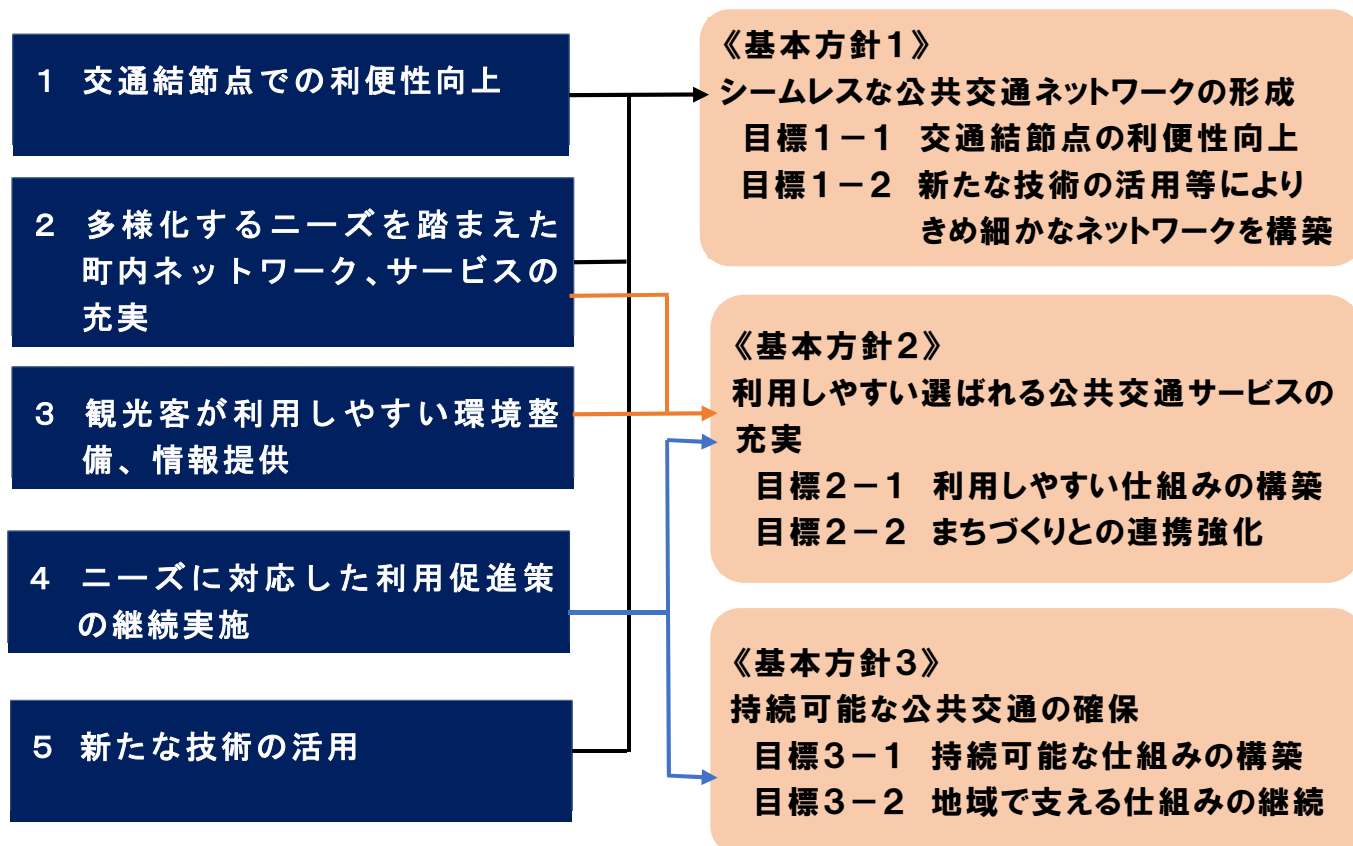 1 交通結節点での利便性向上
2 多様化するニーズを踏まえた
町内ネットワーク、サービスの
充実
3 観光客が利用しやすい環境整
備、情報提供
4 ニーズに対応した利用促進策
の継続実施
5 新たな技術の活用
《基本方針1》
シームレスな公共交通ネットワークの形成
目標1-1 交通結節点の利便性向上
目標1-2 新たな技術の活用等により
きめ細かなネットワークを構築
《基本方針2》
利用しやすい選ばれる公共交通サービスの
充実
目標2-1 利用しやすい仕組みの構築
目標2-2 まちづくりとの連携強化
《基本方針3》
持続可能な公共交通の確保
目標3-1 持続可能な仕組みの構築
目標3-2 地域で支える仕組みの継続